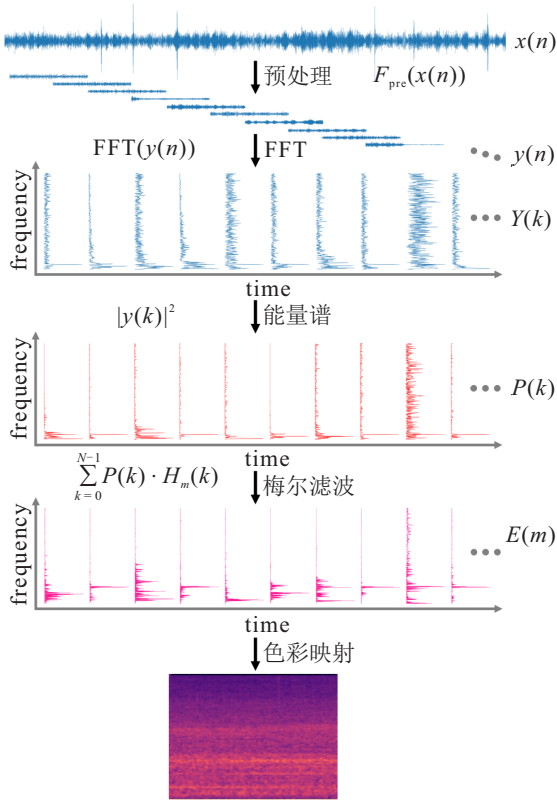 x(n)
预处理 F_pre(x(n))
y(n)
FFT(y(n)) FFT
frequency
Y(k)
time
|y(k)|²
能量谱
frequency
P(k)
time
\sum_{k=0}^{N-1} P(k) · H_m(k)
梅尔滤波
frequency
E(m)
time
色彩映射